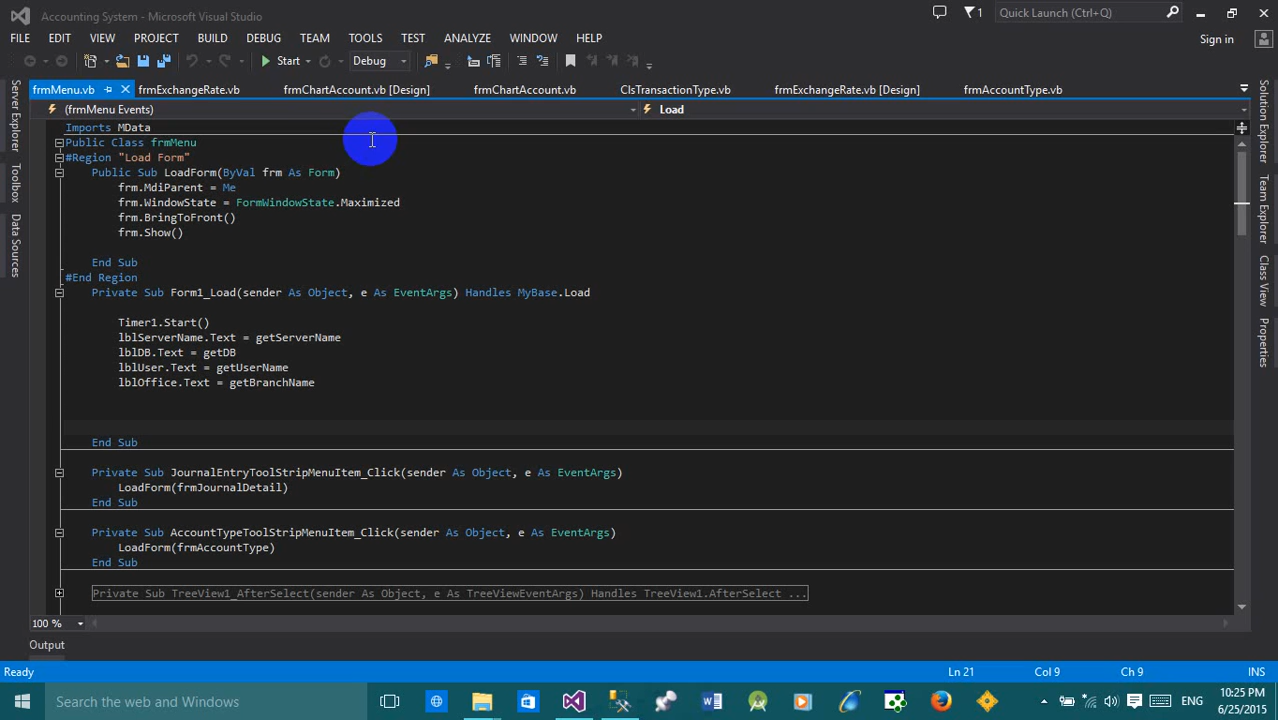 Accounting System - Microsoft Visual Studio
1
Quick Launch (Ctrl+Q)
FILE EDIT VIEW PROJECT BUILD DEBUG TEAM TOOLS TEST ANALYZE WINDOW HELP
Sign in
Start
Debug
frmMenu.vb
frmExchangeRate.vb
frmChartAccount.vb [Design]
frmChartAccount.vb
ClsTransactionType.vb
frmExchangeRate.vb [Design]
frmAccountType.vb
(frmMenu Events)
Load
Server Explorer
Toolbox
Data Sources
Imports MData
Public Class frmMenu
#Region "Load Form"
Public Sub LoadForm(ByVal frm As Form)
frm.MdiParent = Me
frm.WindowState = FormWindowState.Maximized
frm.BringToFront()
frm.Show()
End Sub
#End Region
Private Sub Form1_Load(sender As Object, e As EventArgs) Handles MyBase.Load
Timer1.Start()
lblServerName.Text = getServerName
lblDB.Text = getDB
lblUser.Text = getUserName
lblOffice.Text = getBranchName
End Sub
Private Sub JournalEntryToolStripMenuItem_Click(sender As Object, e As EventArgs)
LoadForm(frmJournalDetail)
End Sub
Private Sub AccountTypeToolStripMenuItem_Click(sender As Object, e As EventArgs)
LoadForm(frmAccountType)
End Sub
Private Sub TreeView1_AfterSelect(sender As Object, e As TreeViewEventArgs) Handles TreeView1.AfterSelect ...
Solution Explorer
Team Explorer
Class View
Properties
100 %
Output
Ready
Ln 21
Col 9
Ch 9
INS
Search the web and Windows
ENG
10:25 PM
6/25/2015